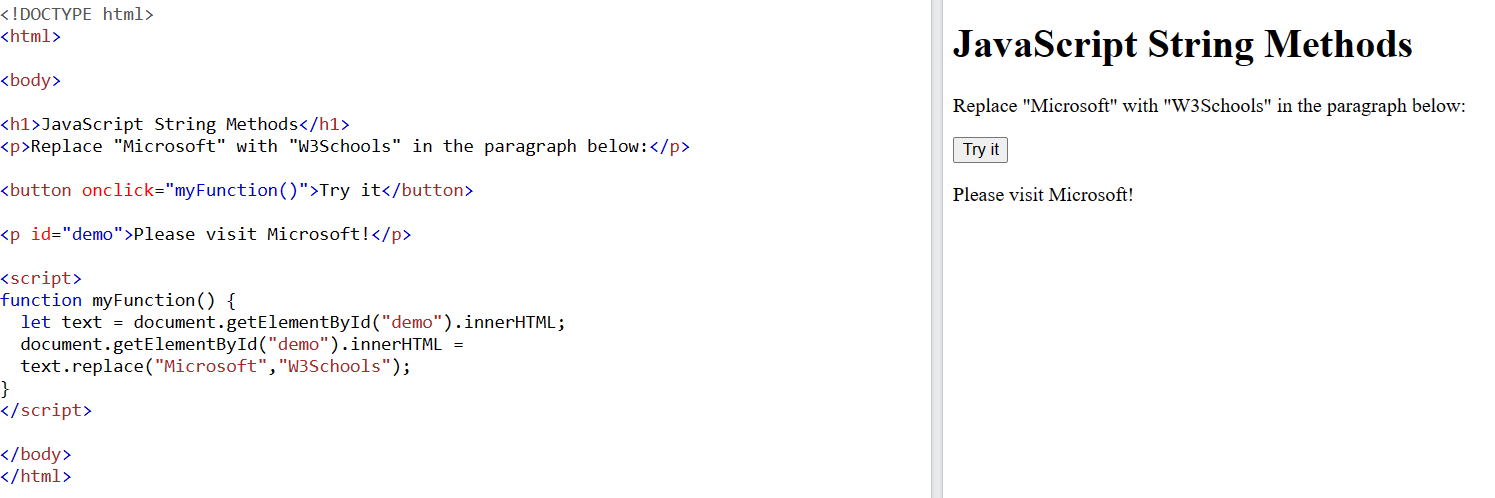 <!DOCTYPE html>
<html>
<body>
<h1>JavaScript String Methods</h1>
<p>Replace "Microsoft" with "W3Schools" in the paragraph below:</p>
<button onclick="myFunction()">Try it</button>
<p id="demo">Please visit Microsoft!</p>
<script>
function myFunction() {
  let text = document.getElementById("demo").innerHTML;
  document.getElementById("demo").innerHTML =
  text.replace("Microsoft","W3Schools");
}
</script>
</body>
</html>
JavaScript String Methods
Replace "Microsoft" with "W3Schools" in the paragraph below:
Try it
Please visit Microsoft!